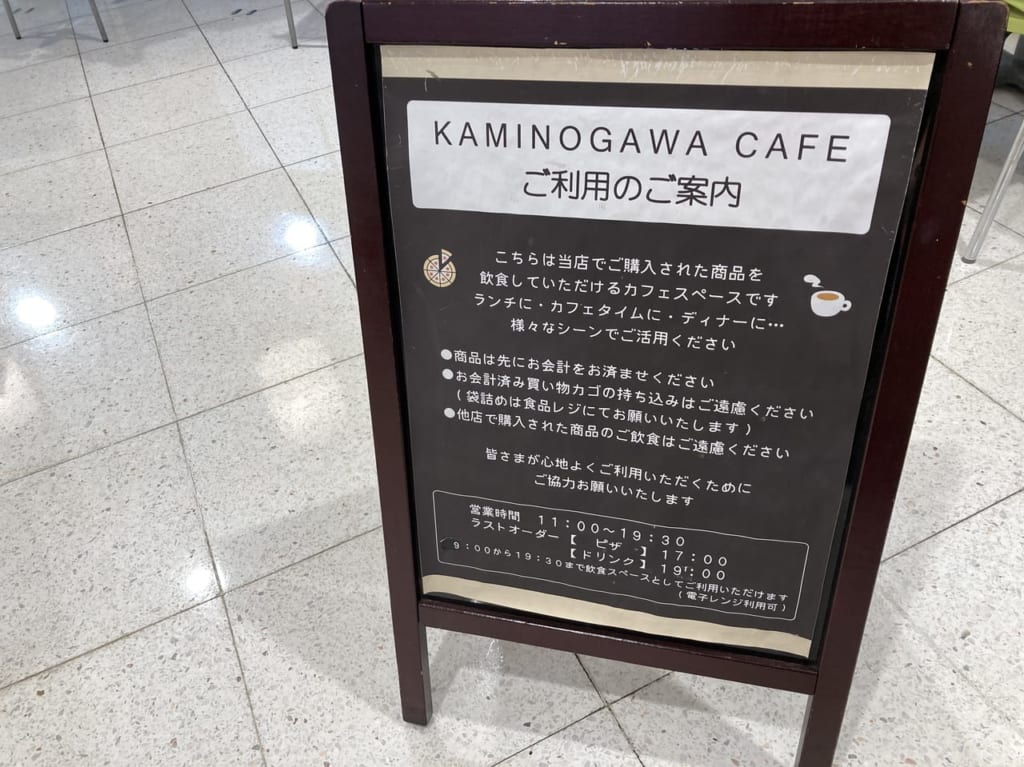 KAMINOGAWA CAFE
ご利用のご案内
こちらは当店でご購入された商品を
飲食していただけるカフェスペースです
ランチに・カフェタイムに・ディナーに…
様々なシーンでご活用ください
●商品は先にお会計をお済ませください
●お会計済み買い物カゴの持ち込みはご遠慮ください
(袋詰めは食品レジにてお願いいたします)
●他店で購入された商品のご飲食はご遠慮ください
皆さまが心地よくご利用いただくために
ご協力お願いいたします
営業時間 11:00～19:30
ラストオーダー【 ピザ 】17:00
【ドリンク】19:00
9:00から19:30まで飲食スペースとしてご利用いただけます
(電子レンジ利用可)